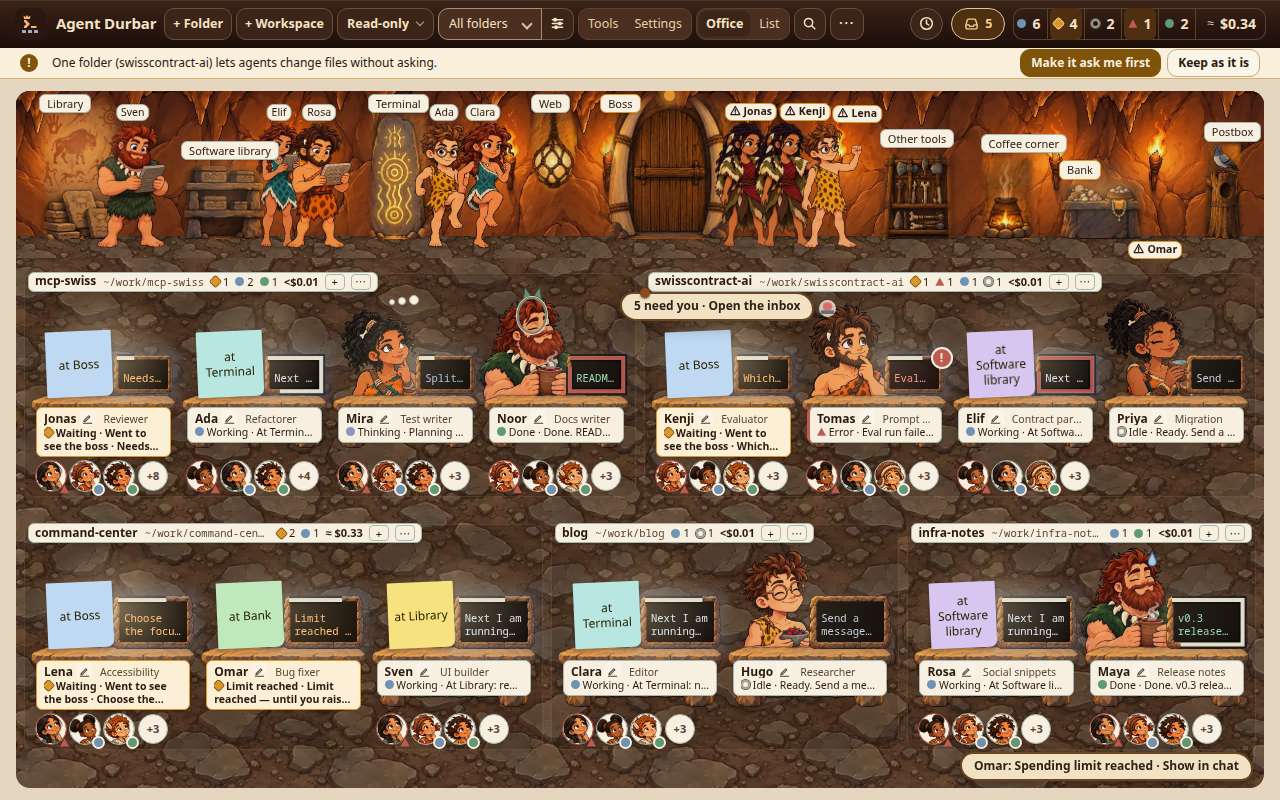 Agent Durbar
+ Folder
+ Workspace
Read-only
All folders
Tools
Settings
Office
List
5
6
4
2
1
2
≈ $0.34
One folder (swisscontract-ai) lets agents change files without asking.
Make it ask me first
Keep as it is
Library
Sven
Software library
Elif
Rosa
Terminal
Ada
Clara
Web
Boss
Jonas
Kenji
Lena
Other tools
Coffee corner
Bank
Postbox
Omar
mcp-swiss ~/work/mcp-swiss 1 2 1 <$0.01 + ...
swisscontract-ai ~/work/swisscontract-ai 1 1 1 1 <$0.01 + ...
5 need you · Open the inbox
at Boss
Needs…
at
Terminal
Next …
Split…
READM…
at Boss
Which…
Eval…
!
at
Software
library
Next …
Send …
Jonas Reviewer
Waiting · Went to
see the boss · Needs…
Ada Refactorer
Working · At Termin…
Mira Test writer
Thinking · Planning …
Noor Docs writer
Done · Done. READ…
Kenji Evaluator
Waiting · Went to
see the boss · Which…
Tomas Prompt …
Error · Eval run faile…
Elif Contract par…
Working · At Softwa…
Priya Migration
Idle · Ready. Send a …
+8
+4
+3
+3
+3
+3
+3
command-center ~/work/command-cen… 2 1 ≈ $0.33 + ...
blog ~/work/blog 1 1 <$0.01 + ...
infra-notes ~/work/infra-not… 1 1 <$0.01 + ...
at Boss
Choose
the focu…
at Bank
Limit
reached …
at Library
Next I am
running…
at
Terminal
Next I am
running…
Send a
message…
at
Software
library
Next I am
running…
v0.3
release…
Lena Accessibility
Waiting · Went to see
the boss · Choose the…
Omar Bug fixer
Limit reached · Limit
reached — until you rais…
Sven UI builder
Working · At Library: re…
Clara Editor
Working · At Terminal: n…
Hugo Researcher
Idle · Ready. Send a me…
Rosa Social snippets
Working · At Software li…
Maya Release notes
Done · Done. v0.3 relea…
+3
+3
+3
+3
+3
Omar: Spending limit reached · Show in chat